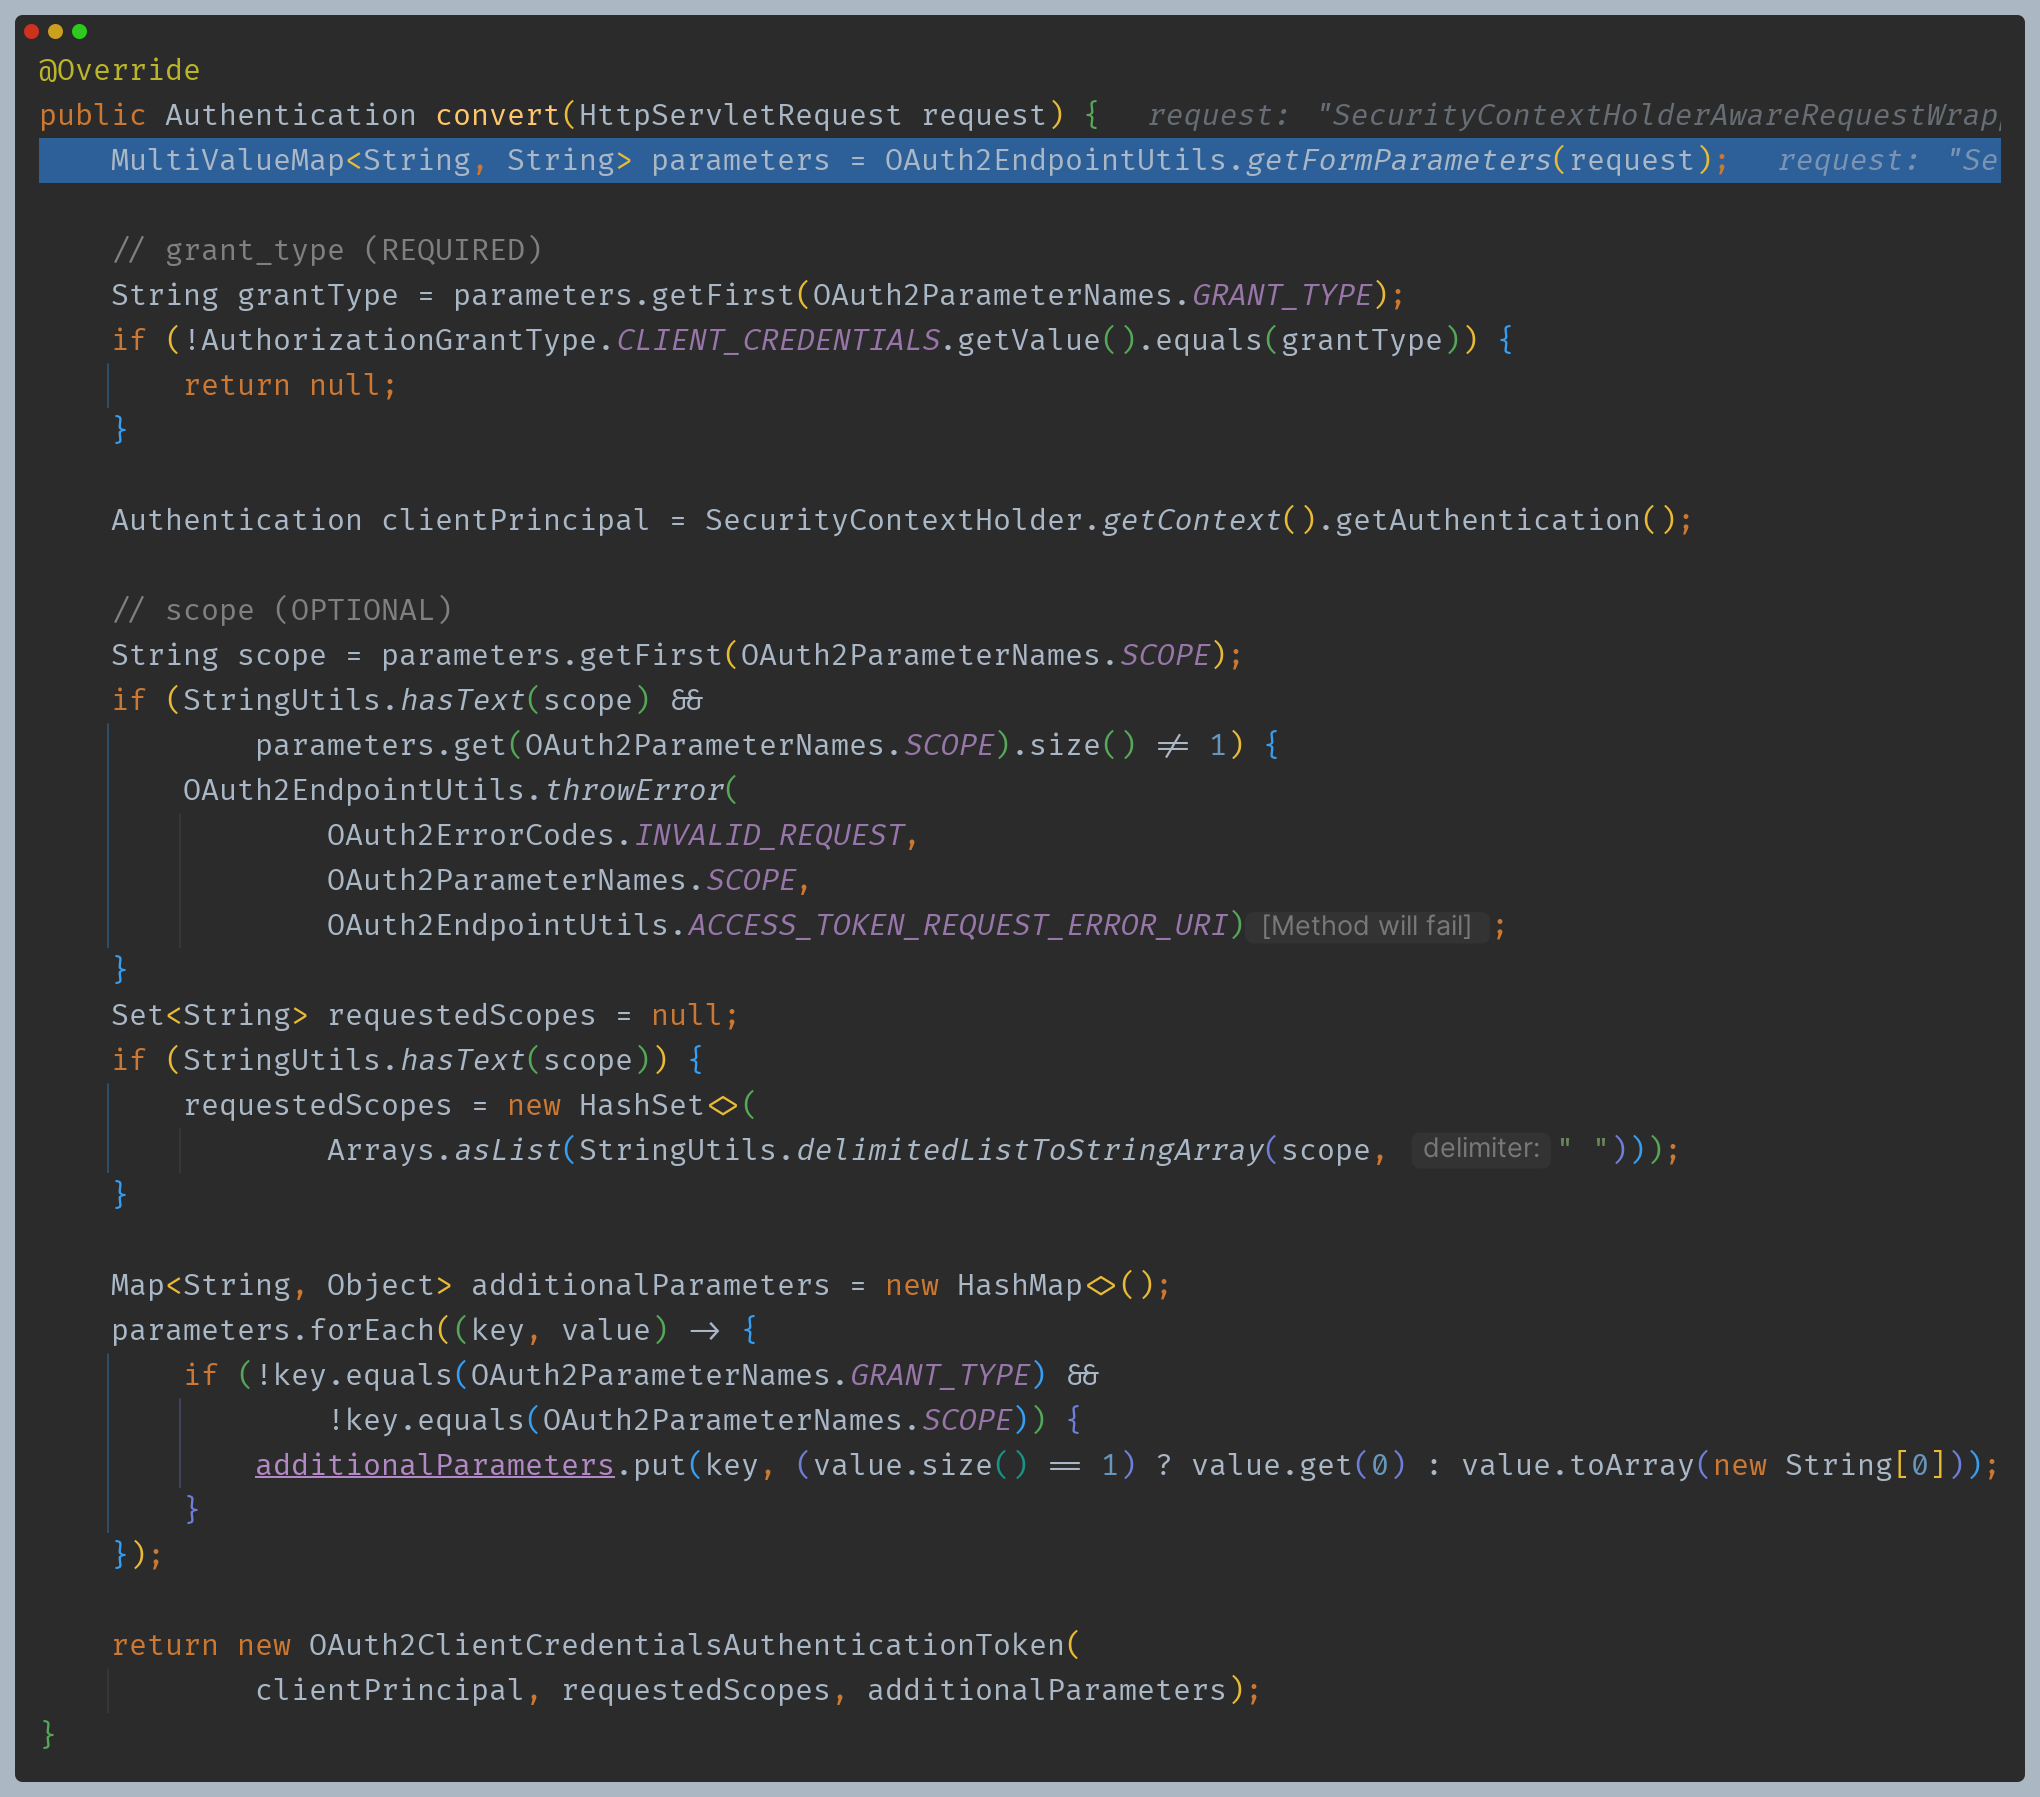 @Override
public Authentication convert(HttpServletRequest request) {   request: "SecurityContextHolderAwareRequestWrap
    MultiValueMap<String, String> parameters = OAuth2EndpointUtils.getFormParameters(request);   request: "Se

    // grant_type (REQUIRED)
    String grantType = parameters.getFirst(OAuth2ParameterNames.GRANT_TYPE);
    if (!AuthorizationGrantType.CLIENT_CREDENTIALS.getValue().equals(grantType)) {
        return null;
    }

    Authentication clientPrincipal = SecurityContextHolder.getContext().getAuthentication();

    // scope (OPTIONAL)
    String scope = parameters.getFirst(OAuth2ParameterNames.SCOPE);
    if (StringUtils.hasText(scope) &&
            parameters.get(OAuth2ParameterNames.SCOPE).size() != 1) {
        OAuth2EndpointUtils.throwError(
                OAuth2ErrorCodes.INVALID_REQUEST,
                OAuth2ParameterNames.SCOPE,
                OAuth2EndpointUtils.ACCESS_TOKEN_REQUEST_ERROR_URI) [Method will fail] ;
    }
    Set<String> requestedScopes = null;
    if (StringUtils.hasText(scope)) {
        requestedScopes = new HashSet<>(
                Arrays.asList(StringUtils.delimitedListToStringArray(scope, delimiter: " ")));
    }

    Map<String, Object> additionalParameters = new HashMap<>();
    parameters.forEach((key, value) -> {
        if (!key.equals(OAuth2ParameterNames.GRANT_TYPE) &&
                !key.equals(OAuth2ParameterNames.SCOPE)) {
            additionalParameters.put(key, (value.size() == 1) ? value.get(0) : value.toArray(new String[0]));
        }
    });

    return new OAuth2ClientCredentialsAuthenticationToken(
            clientPrincipal, requestedScopes, additionalParameters);
}